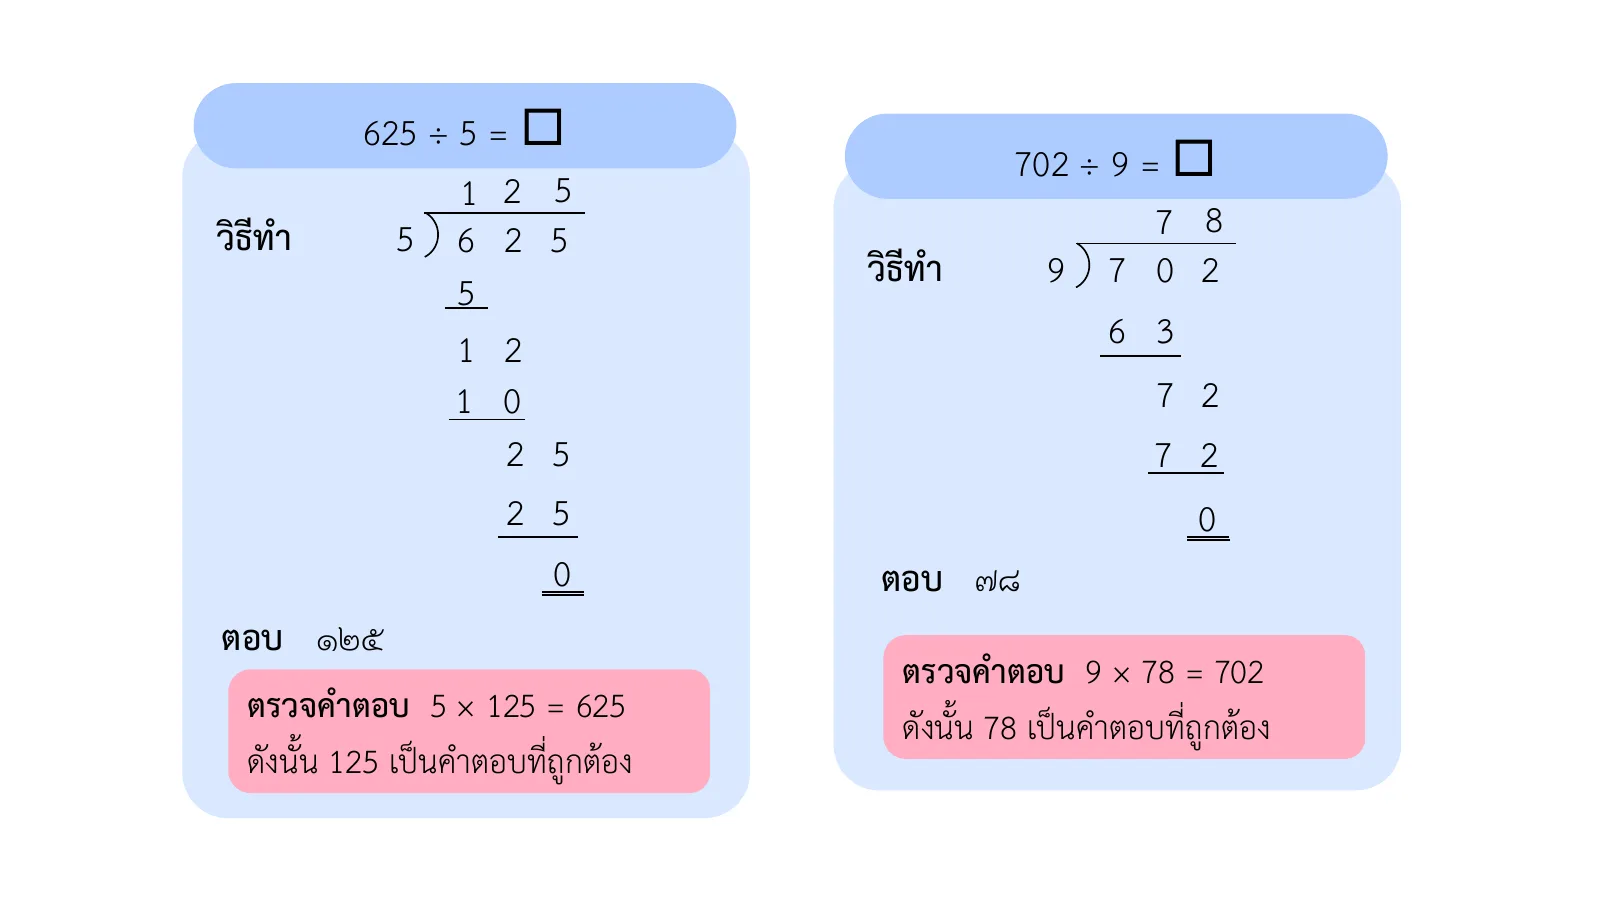 625 ÷ 5 = □
1 2 5
วิธีทำ 5 ) 6 2 5
5
1 2
1 0
2 5
2 5
0
ตอบ ๑๒๕
ตรวจคำตอบ 5 × 125 = 625
ดังนั้น 125 เป็นคำตอบที่ถูกต้อง
702 ÷ 9 = □
7 8
วิธีทำ 9 ) 7 0 2
6 3
7 2
7 2
0
ตอบ ๗๘
ตรวจคำตอบ 9 × 78 = 702
ดังนั้น 78 เป็นคำตอบที่ถูกต้อง